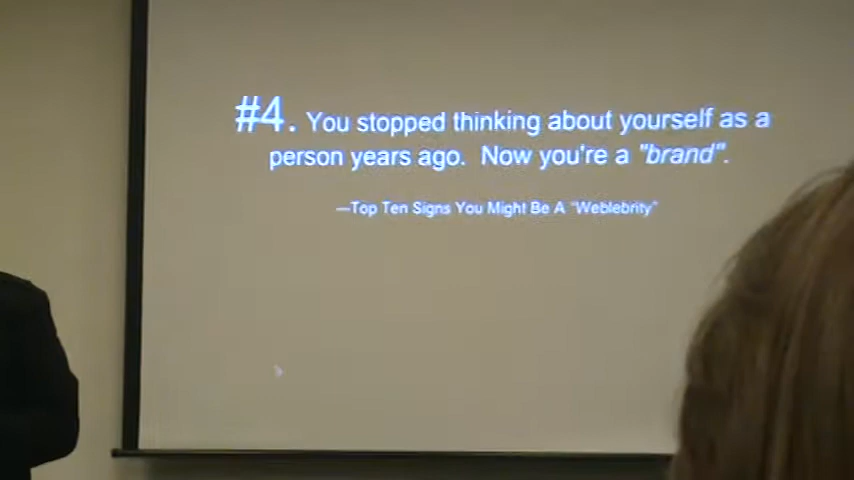 #4. You stopped thinking about yourself as a
person years ago. Now you're a "brand".
—Top Ten Signs You Might Be A "Weblebrity"